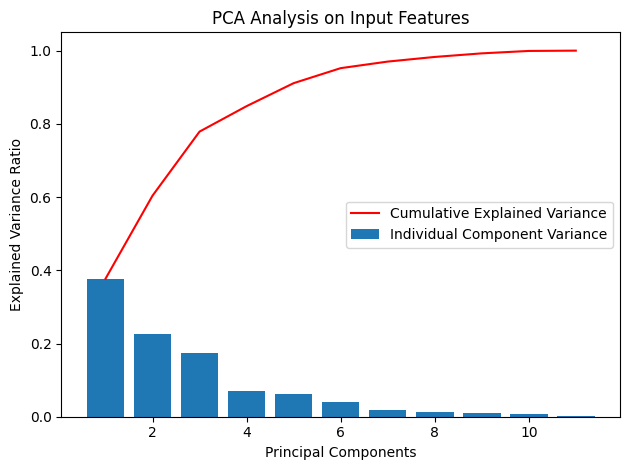 PCA Analysis on Input Features
1.0
0.8
0.6
0.4
0.2
0.0
Explained Variance Ratio
Cumulative Explained Variance
Individual Component Variance
2 4 6 8 10
Principal Components